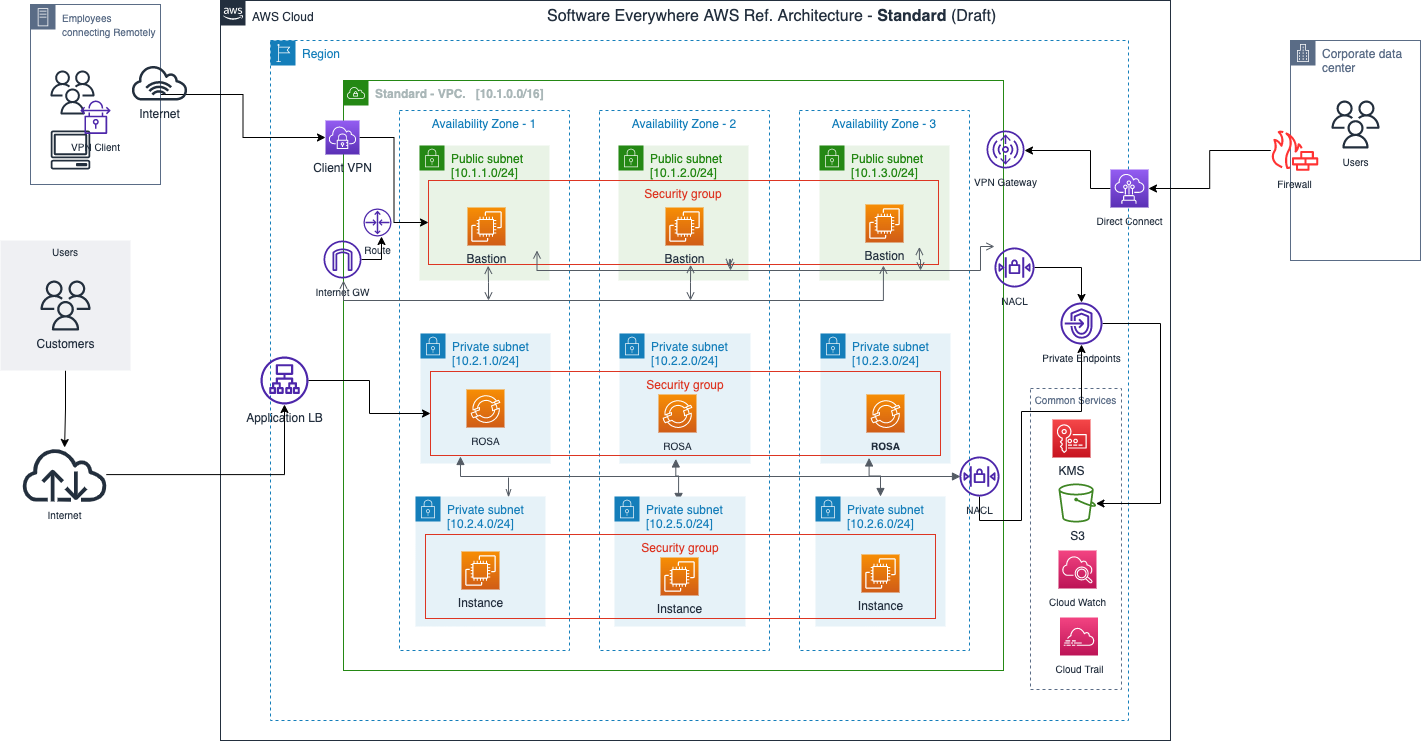 Employees
connecting Remotely
VPN Client
Internet
Users
Customers
Internet
aws
AWS Cloud
Software Everywhere AWS Ref. Architecture - Standard (Draft)
Region
Standard - VPC. [10.1.0.0/16]
Client VPN
Route
Internet GW
Application LB
Availability Zone - 1
Availability Zone - 2
Availability Zone - 3
Public subnet
[10.1.1.0/24]
Public subnet
[10.1.2.0/24]
Public subnet
[10.1.3.0/24]
Security group
Bastion
Bastion
Bastion
Private subnet
[10.2.1.0/24]
Private subnet
[10.2.2.0/24]
Private subnet
[10.2.3.0/24]
Security group
ROSA
ROSA
ROSA
Private subnet
[10.2.4.0/24]
Private subnet
[10.2.5.0/24]
Private subnet
[10.2.6.0/24]
Security group
Instance
Instance
Instance
VPN Gateway
Direct Connect
NACL
Private Endpoints
NACL
Common Services
KMS
S3
Cloud Watch
Cloud Trail
Corporate data
center
Users
Firewall